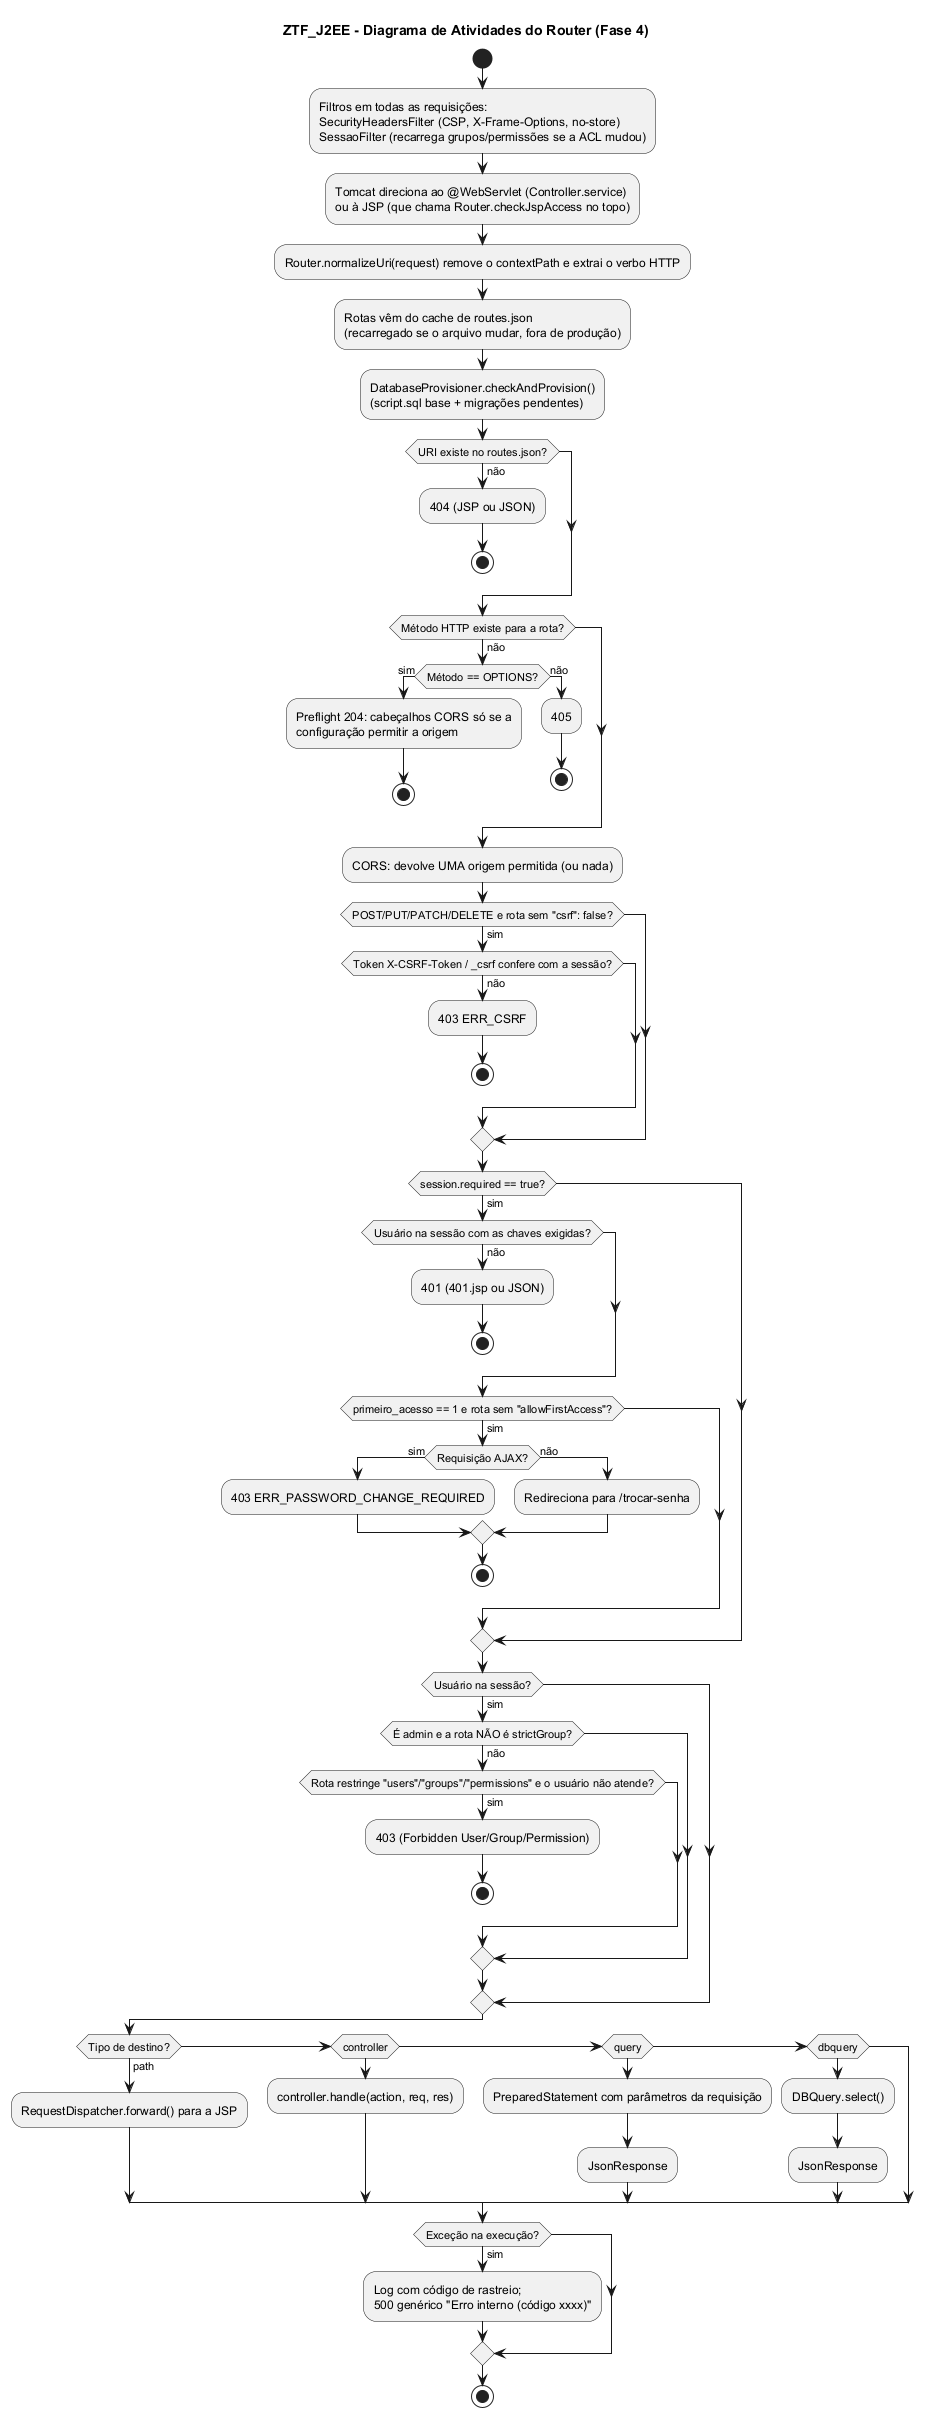 ZTF_J2EE - Diagrama de Atividades do Router (Fase 4)
Filtros em todas as requisições:
SecurityHeadersFilter (CSP, X-Frame-Options, no-store)
SessaoFilter (recarrega grupos/permissões se a ACL mudou)
Tomcat direciona ao @WebServlet (Controller.service)
ou à JSP (que chama Router.checkJspAccess no topo)
Router.normalizeUri(request) remove o contextPath e extrai o verbo HTTP
Rotas vêm do cache de routes.json
(recarregado se o arquivo mudar, fora de produção)
DatabaseProvisioner.checkAndProvision()
(script.sql base + migrações pendentes)
URI existe no routes.json?
não
404 (JSP ou JSON)
Método HTTP existe para a rota?
não
sim
Método == OPTIONS?
não
Preflight 204: cabeçalhos CORS só se a
configuração permitir a origem
405
CORS: devolve UMA origem permitida (ou nada)
POST/PUT/PATCH/DELETE e rota sem "csrf": false?
sim
Token X-CSRF-Token / _csrf confere com a sessão?
não
403 ERR_CSRF
session.required == true?
sim
Usuário na sessão com as chaves exigidas?
não
401 (401.jsp ou JSON)
primeiro_acesso == 1 e rota sem "allowFirstAccess"?
sim
sim
Requisição AJAX?
não
403 ERR_PASSWORD_CHANGE_REQUIRED
Redireciona para /trocar-senha
Usuário na sessão?
sim
É admin e a rota NÃO é strictGroup?
não
Rota restringe "users"/"groups"/"permissions" e o usuário não atende?
sim
403 (Forbidden User/Group/Permission)
Tipo de destino?
controller
query
dbquery
path
RequestDispatcher.forward() para a JSP
controller.handle(action, req, res)
PreparedStatement com parâmetros da requisição
DBQuery.select()
JsonResponse
JsonResponse
Exceção na execução?
sim
Log com código de rastreio;
500 genérico "Erro interno (código xxxx)"